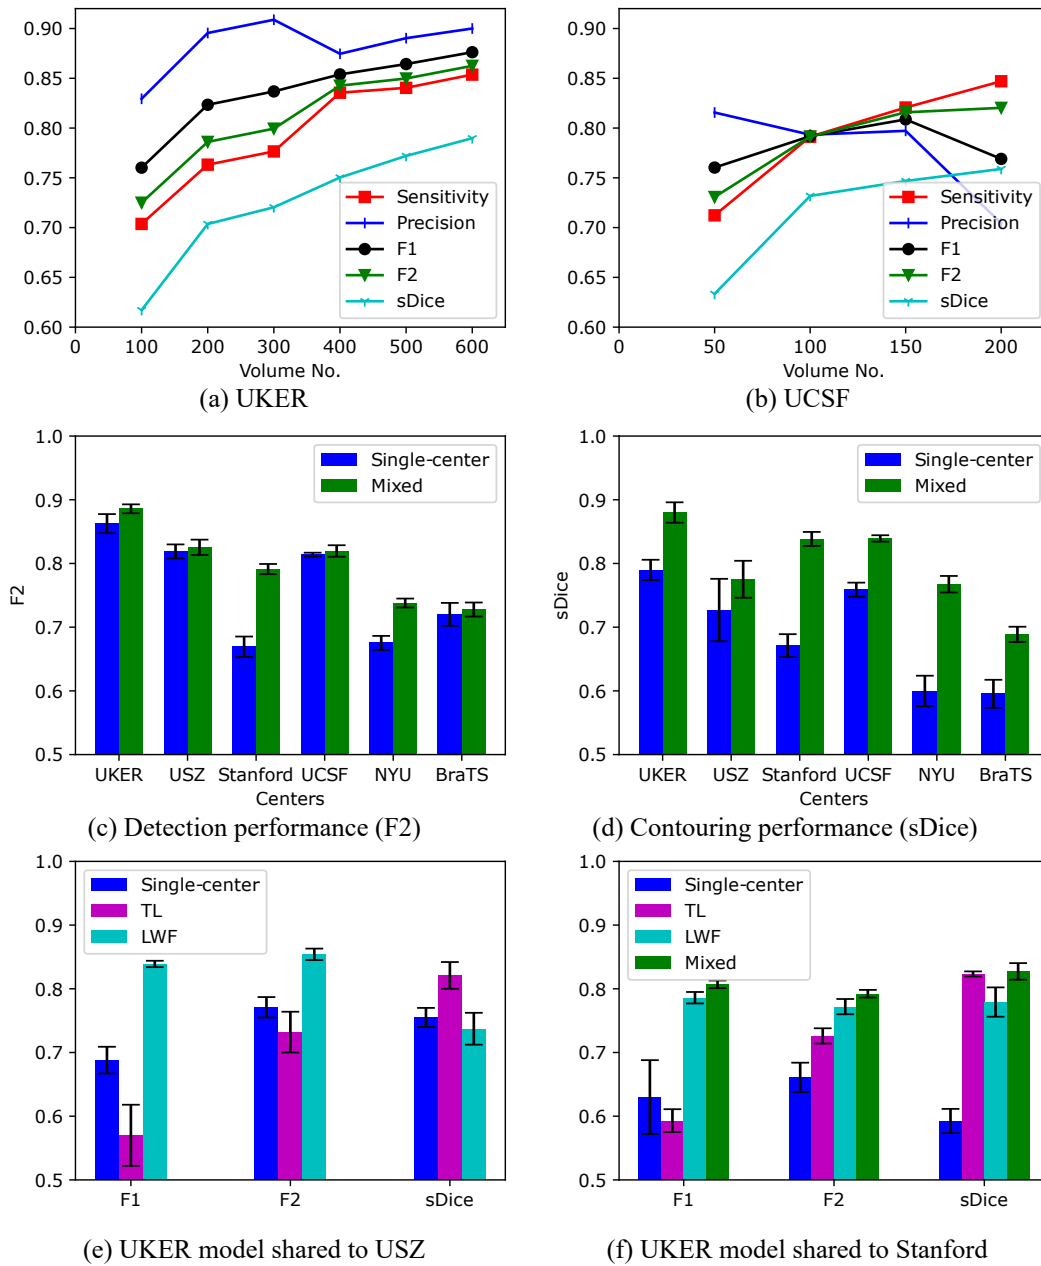 0.90
0.85
0.80
0.75
0.70
0.65
0.60
0 100 200 300 400 500 600
Volume No.
Sensitivity
Precision
F1
F2
sDice
(a) UKER
0.90
0.85
0.80
0.75
0.70
0.65
0.60
0 50 100 150 200
Volume No.
Sensitivity
Precision
F1
F2
sDice
(b) UCSF
1.0
0.9
0.8
0.7
0.6
0.5
F2
Single-center
Mixed
UKER USZ Stanford UCSF NYU BraTS
Centers
(c) Detection performance (F2)
1.0
0.9
0.8
0.7
0.6
0.5
sDice
Single-center
Mixed
UKER USZ Stanford UCSF NYU BraTS
Centers
(d) Contouring performance (sDice)
1.0
0.9
0.8
0.7
0.6
0.5
Single-center
TL
LWF
F1 F2 sDice
(e) UKER model shared to USZ
1.0
0.9
0.8
0.7
0.6
0.5
Single-center
TL
LWF
Mixed
F1 F2 sDice
(f) UKER model shared to Stanford